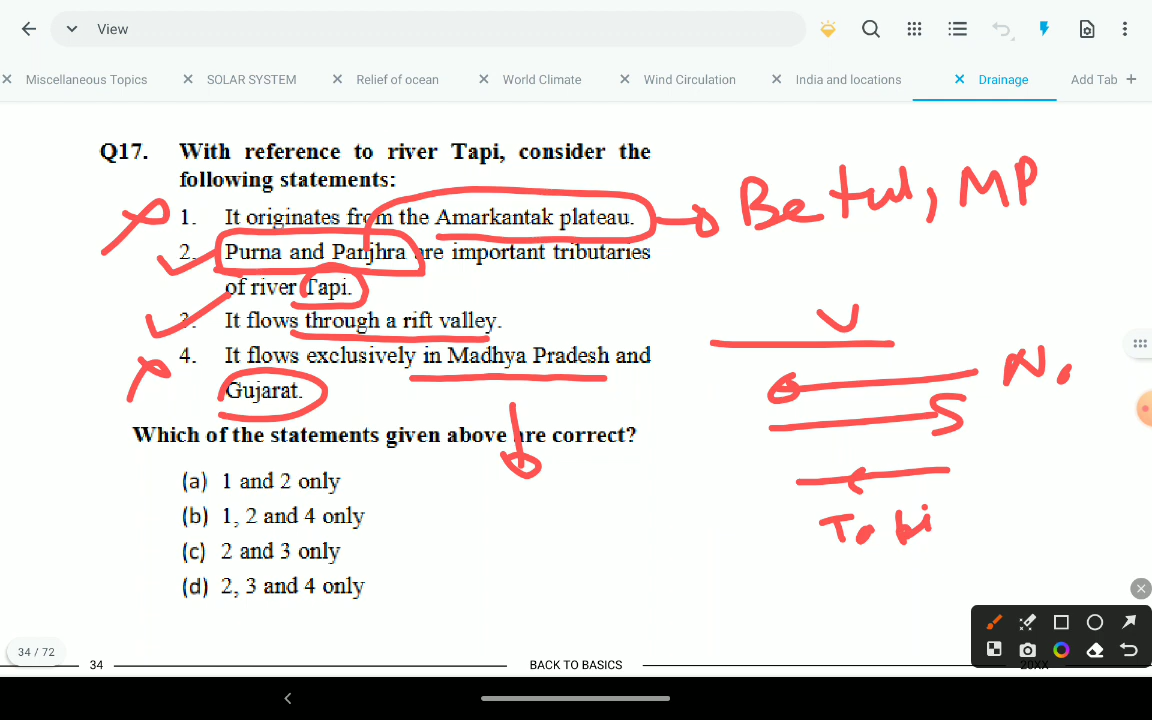 View
Miscellaneous Topics SOLAR SYSTEM Relief of ocean World Climate Wind Circulation India and locations Drainage Add Tab +
Q17. With reference to river Tapi, consider the
following statements:
1. It originates from the Amarkantak plateau.
Betul, MP
2. Purna and Panjhra are important tributaries
of river Tapi.
3. It flows through a rift valley.
V
4. It flows exclusively in Madhya Pradesh and
Gujarat.
N.
S
Which of the statements given above are correct?
(a) 1 and 2 only
(b) 1, 2 and 4 only
Tabi
(c) 2 and 3 only
(d) 2, 3 and 4 only
34 / 72
34 BACK TO BASICS 20XX